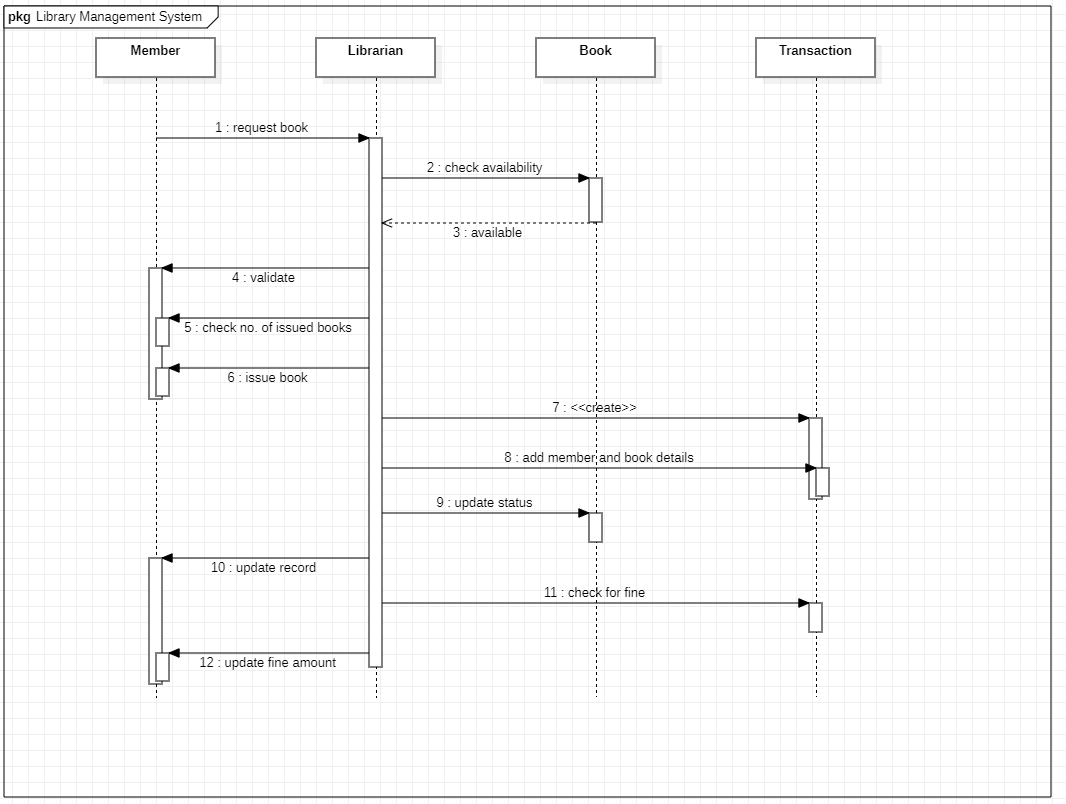 pkg Library Management System
Member
Librarian
Book
Transaction
1 : request book
2 : check availability
3 : available
4 : validate
5 : check no. of issued books
6 : issue book
7 : <<create>>
8 : add member and book details
9 : update status
10 : update record
11 : check for fine
12 : update fine amount